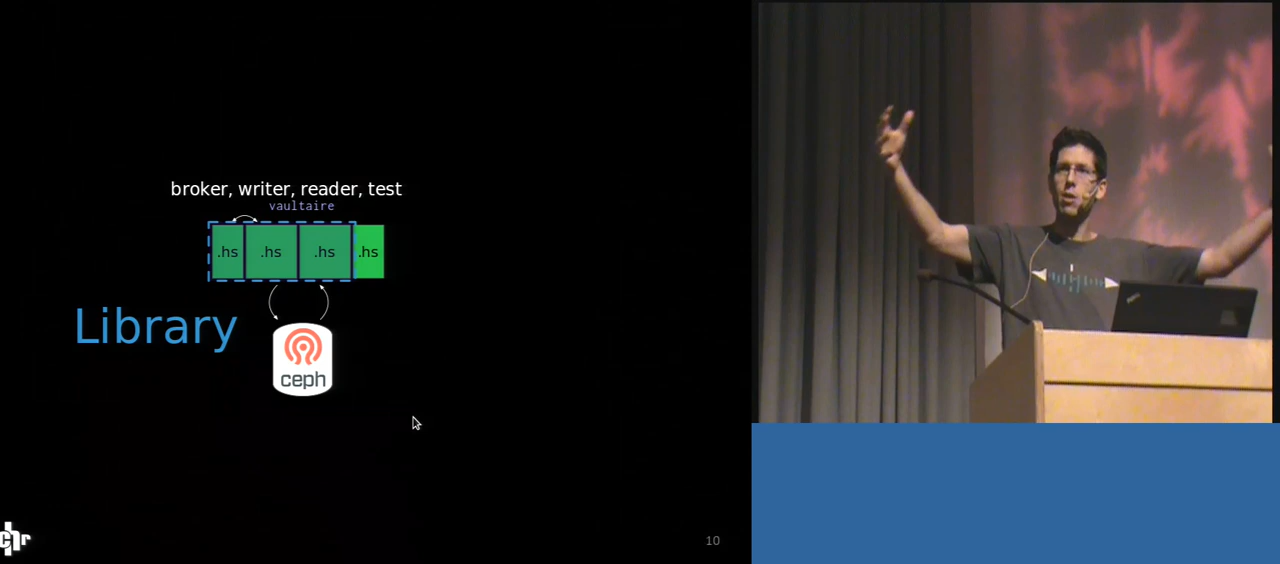 broker, writer, reader, test
vaultaire
.hs .hs .hs .hs
Library
ceph
10